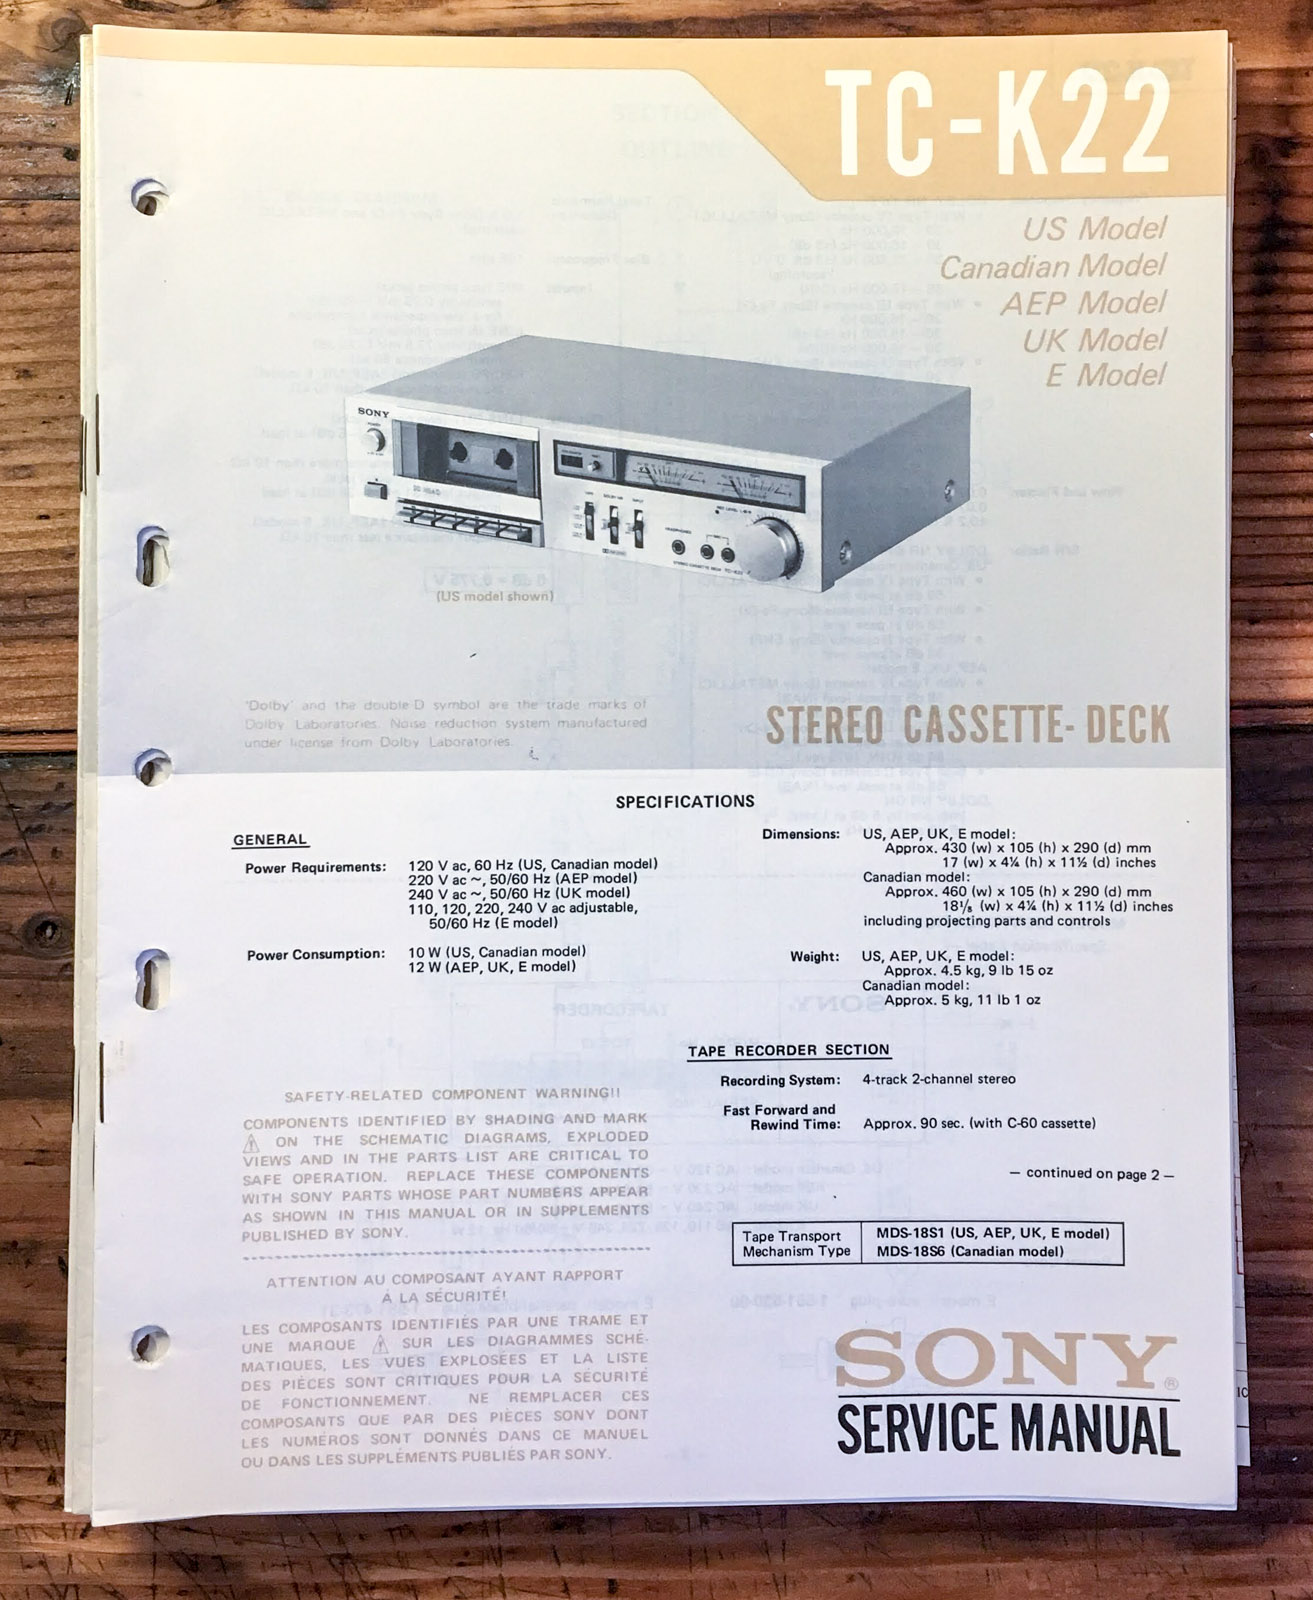 TC-K22
US Model
Canadian Model
AEP Model
UK Model
E Model
SONY
(US model shown)
"Dolby" and the double D symbol are the trade marks of
Dolby Laboratories. Noise reduction system manufactured
under license from Dolby Laboratories.
STEREO CASSETTE-DECK
SPECIFICATIONS
GENERAL
Power Requirements: 120 V ac, 60 Hz (US, Canadian model)
220 V ac ~, 50/60 Hz (AEP model)
240 V ac ~, 50/60 Hz (UK model)
110, 120, 220, 240 V ac adjustable,
50/60 Hz (E model)
Power Consumption: 10 W (US, Canadian model)
12 W (AEP, UK, E model)
Dimensions: US, AEP, UK, E model:
Approx. 430 (w) x 105 (h) x 290 (d) mm
17 (w) x 4¼ (h) x 11½ (d) inches
Canadian model:
Approx. 460 (w) x 105 (h) x 290 (d) mm
18⅛ (w) x 4¼ (h) x 11½ (d) inches
including projecting parts and controls
Weight: US, AEP, UK, E model:
Approx. 4.5 kg, 9 lb 15 oz
Canadian model:
Approx. 5 kg, 11 lb 1 oz
TAPE RECORDER SECTION
Recording System: 4-track 2-channel stereo
Fast Forward and
Rewind Time: Approx. 90 sec. (with C-60 cassette)
— continued on page 2 —
Tape Transport Mechanism Type
MDS-18S1 (US, AEP, UK, E model)
MDS-18S6 (Canadian model)
SAFETY-RELATED COMPONENT WARNING!!
COMPONENTS IDENTIFIED BY SHADING AND MARK
⚠ ON THE SCHEMATIC DIAGRAMS, EXPLODED
VIEWS AND IN THE PARTS LIST ARE CRITICAL TO
SAFE OPERATION. REPLACE THESE COMPONENTS
WITH SONY PARTS WHOSE PART NUMBERS APPEAR
AS SHOWN IN THIS MANUAL OR IN SUPPLEMENTS
PUBLISHED BY SONY.
ATTENTION AU COMPOSANT AYANT RAPPORT
À LA SÉCURITÉ!
LES COMPOSANTS IDENTIFIÉS PAR UNE TRAME ET
UNE MARQUE ⚠ SUR LES DIAGRAMMES SCHÉ-
MATIQUES, LES VUES EXPLOSÉES ET LA LISTE
DES PIÈCES SONT CRITIQUES POUR LA SÉCURITÉ
DE FONCTIONNEMENT. NE REMPLACER CES
COMPOSANTS QUE PAR DES PIÈCES SONY DONT
LES NUMÉROS SONT DONNÉS DANS CE MANUEL
OU DANS LES SUPPLÉMENTS PUBLIÉS PAR SONY.
SONY®
SERVICE MANUAL